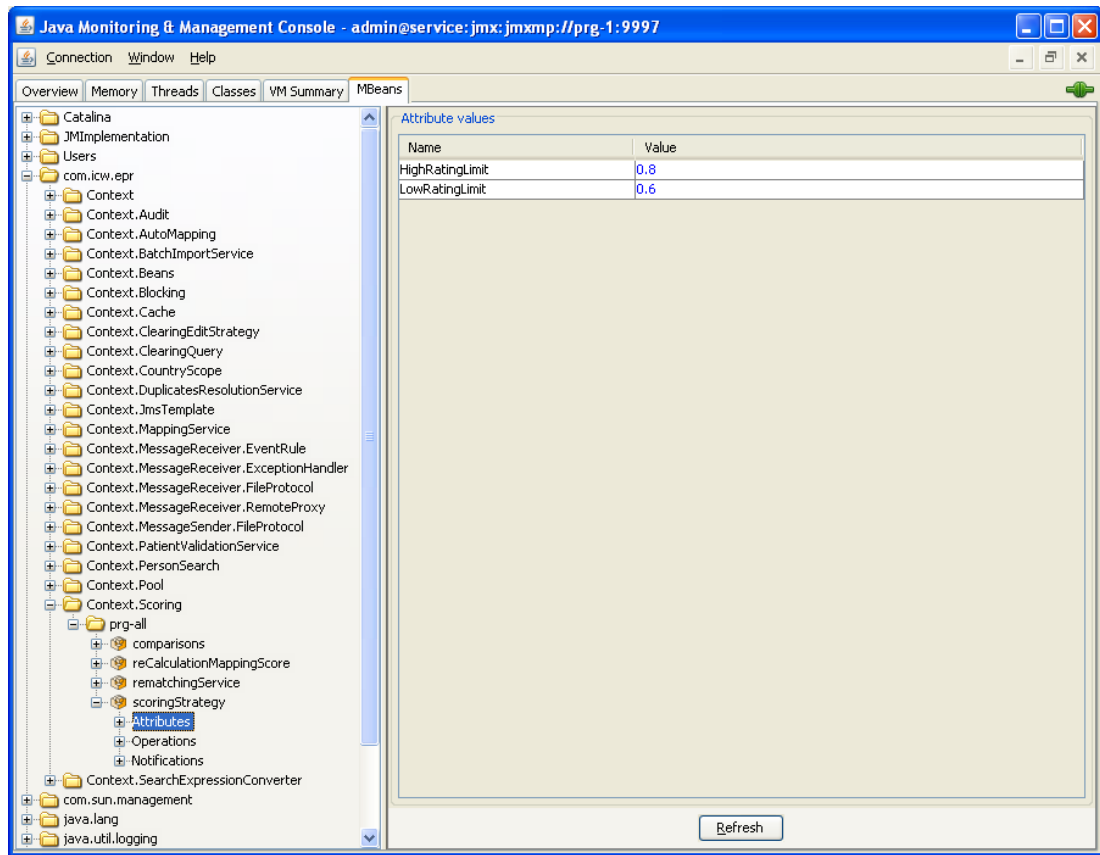 Java Monitoring & Management Console - admin@service:jmx:jmxmp://prg-1:9997
Connection Window Help
Overview Memory Threads Classes VM Summary MBeans
Catalina
JMImplementation
Users
com.icw.epr
Context
Context.Audit
Context.AutoMapping
Context.BatchImportService
Context.Beans
Context.Blocking
Context.Cache
Context.ClearingEditStrategy
Context.ClearingQuery
Context.CountryScope
Context.DuplicatesResolutionService
Context.JmsTemplate
Context.MappingService
Context.MessageReceiver.EventRule
Context.MessageReceiver.ExceptionHandler
Context.MessageReceiver.FileProtocol
Context.MessageReceiver.RemoteProxy
Context.MessageSender.FileProtocol
Context.PatientValidationService
Context.PersonSearch
Context.Pool
Context.Scoring
prg-all
comparisons
reCalculationMappingScore
rematchingService
scoringStrategy
Attributes
Operations
Notifications
Context.SearchExpressionConverter
com.sun.management
java.lang
java.util.logging
Attribute values
Name Value
HighRatingLimit 0.8
LowRatingLimit 0.6
Refresh